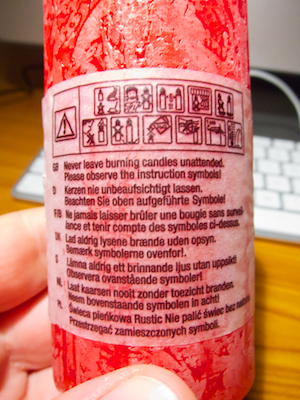 GB Never leave burning candles unattended.
Please observe the instruction symbols!
D Kerzen nie unbeaufsichtigt lassen.
Beachten Sie oben aufgeführte Symbole!
F/B Ne jamais laisser brûler une bougie sans surveil-
lance et tenir compte des symboles ci-dessus.
DK Lad aldrig lysene brænde uden opsyn.
Bemærk symbolerne ovenfor!
S Lämna aldrig ett brinnande ljus utan uppsikt!
Observera ovanstående symboler!
NL Laat kaarsen nooit zonder toezicht branden.
Neem bovenstaande symbolen in acht!
PL Świeca pieńkowa Rustic Nie palić świec bez
Przestrzegać zamieszczonych symboli.